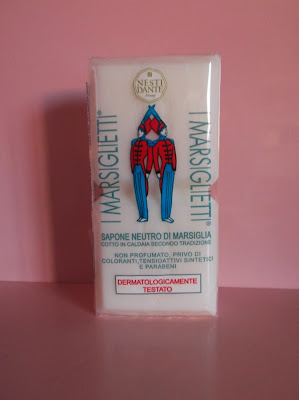 NESTI
DANTE
I MARSIGLIETTI®
I MARSIGLIETTI®
SAPONE NEUTRO DI MARSIGLIA
COTTO IN CALDAIA SECONDO TRADIZIONE
NON PROFUMATO, PRIVO DI
COLORANTI,TENSIOATTIVI SINTETICI
E PARABENI
DERMATOLOGICAMENTE
TESTATO